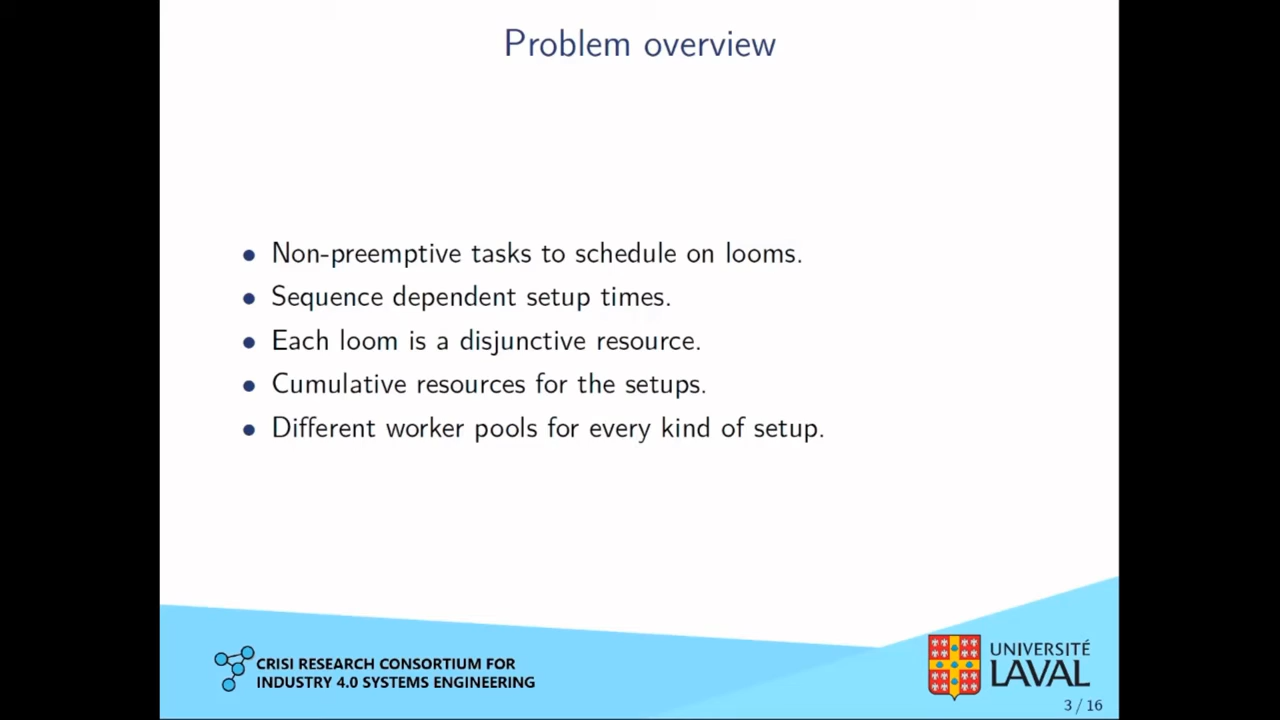 Problem overview
Non-preemptive tasks to schedule on looms.
Sequence dependent setup times.
Each loom is a disjunctive resource.
Cumulative resources for the setups.
Different worker pools for every kind of setup.
CRISI RESEARCH CONSORTIUM FOR
INDUSTRY 4.0 SYSTEMS ENGINEERING
UNIVERSITÉ
LAVAL
3 / 16